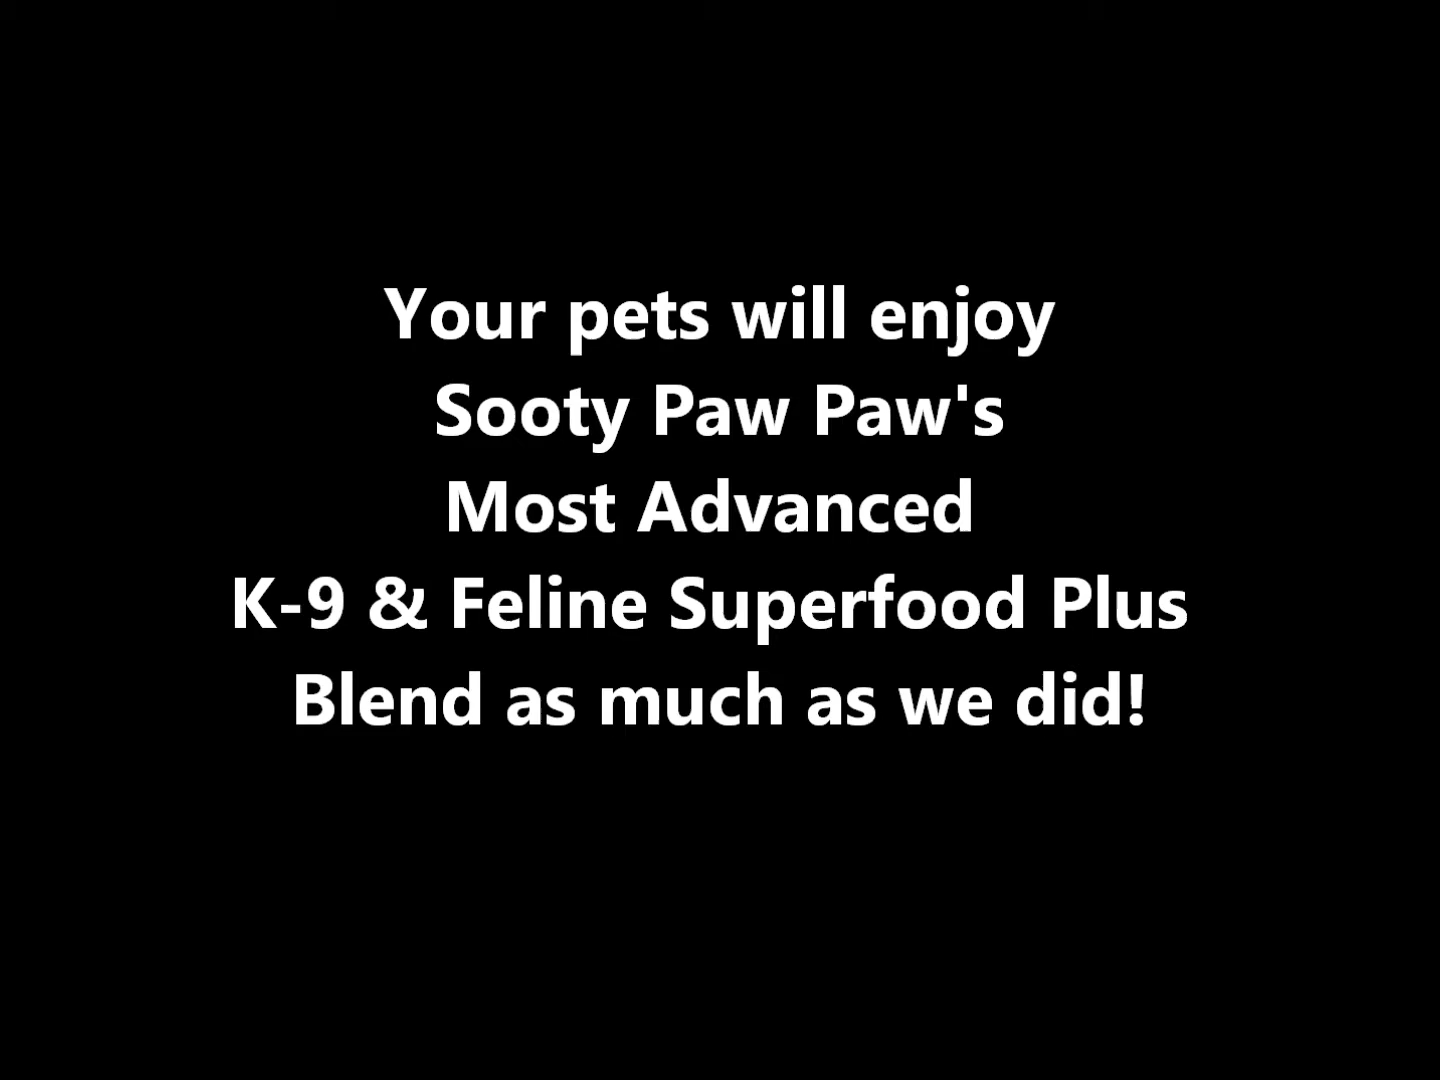 Your pets will enjoy
Sooty Paw Paw's
Most Advanced
K-9 & Feline Superfood Plus
Blend as much as we did!